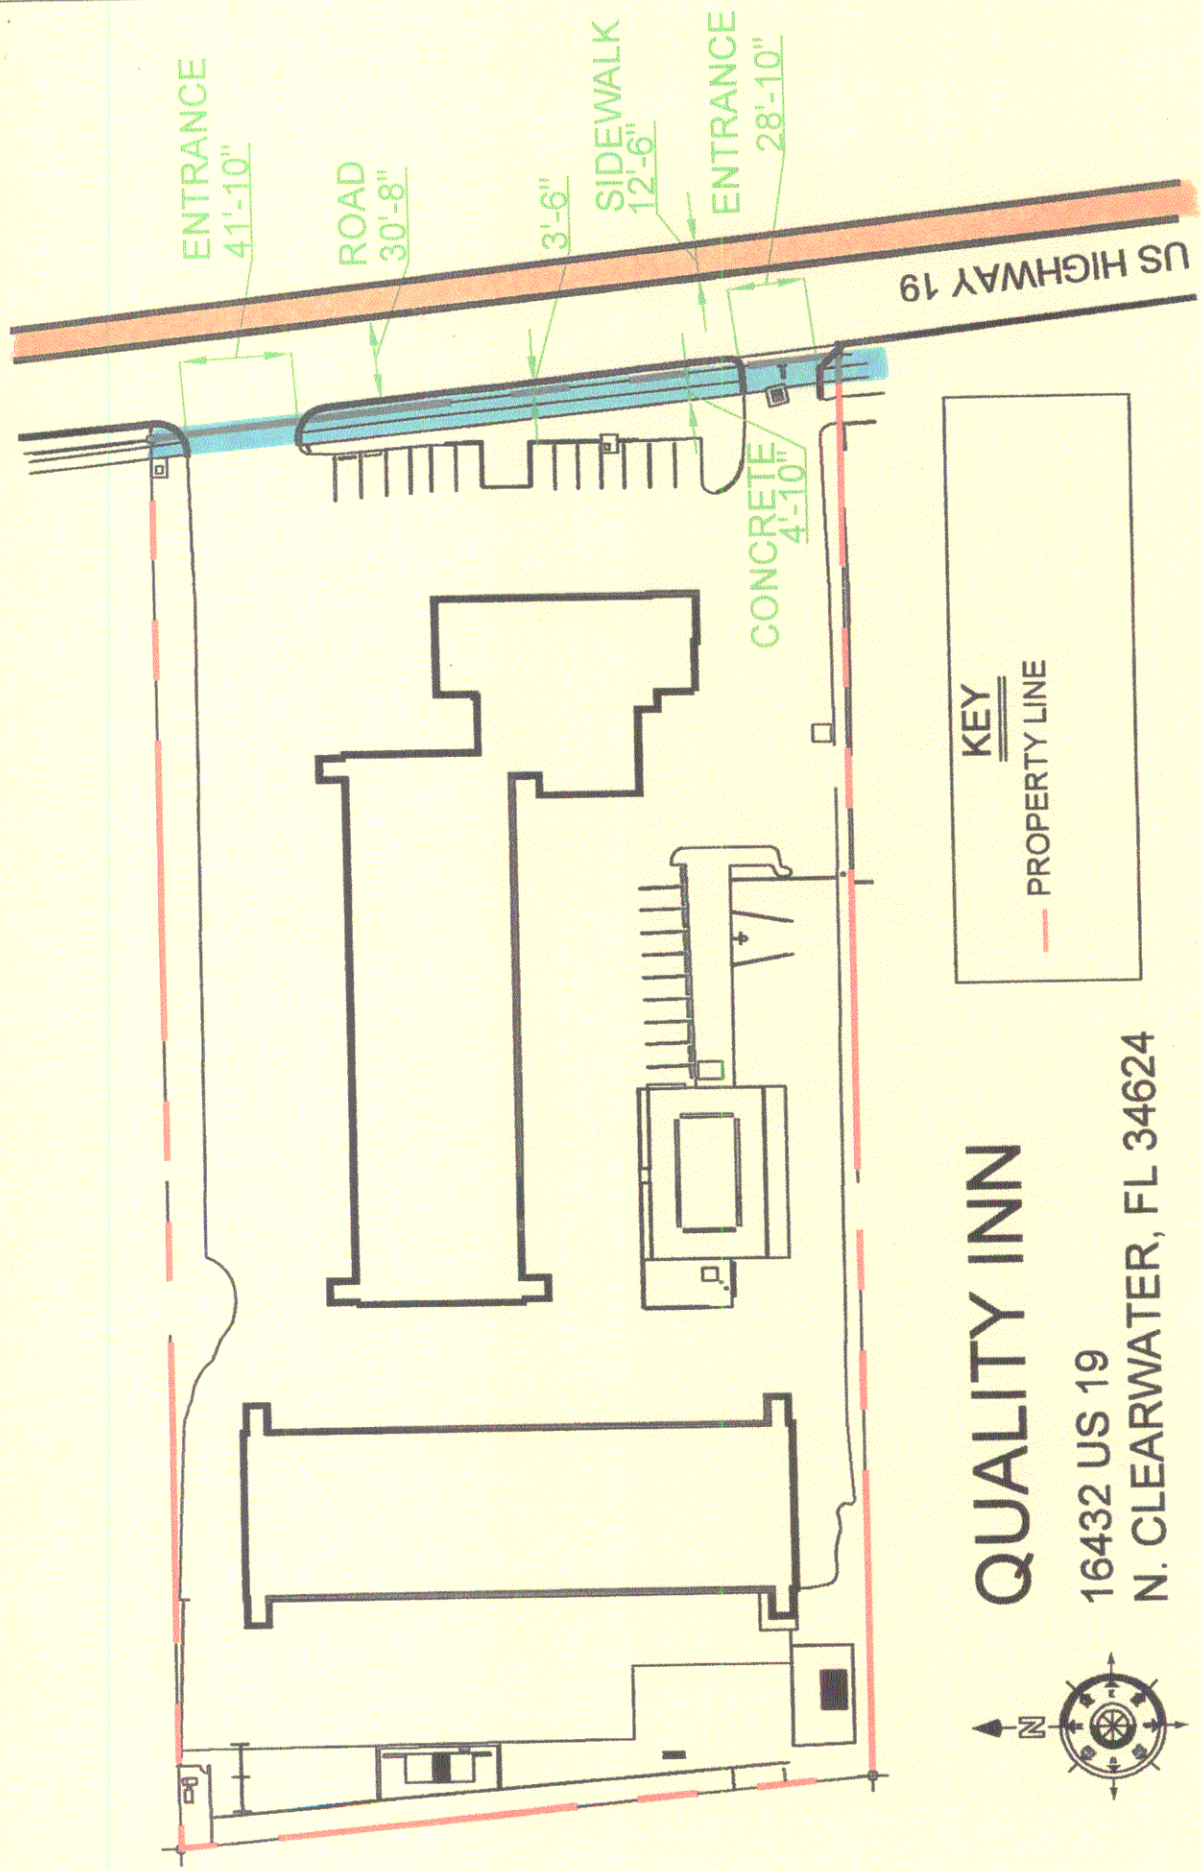 ENTRANCE
41'-10"
ROAD
30'-8"
3'-6"
SIDEWALK
12'-6"
ENTRANCE
28'-10"
US HIGHWAY 19
CONCRETE
4'-10"
KEY
PROPERTY LINE
QUALITY INN
16432 US 19
N. CLEARWATER, FL 34624
N